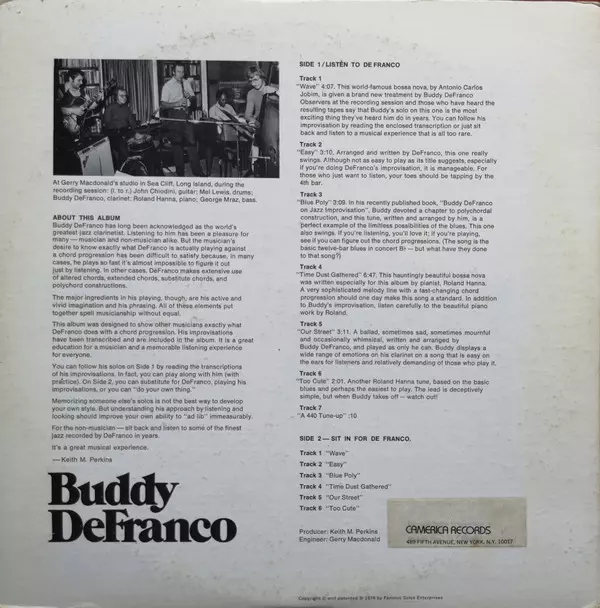 At Gerry Macdonald's studio in Sea Cliff, Long Island, during the
recording session: (l. to r.) John Chiodini, guitar; Mel Lewis, drums;
Buddy DeFranco, clarinet; Roland Hanna, piano; George Mraz, bass.
ABOUT THIS ALBUM
Buddy DeFranco has long been acknowledged as the world's
greatest jazz clarinetist. Listening to him has been a pleasure for
many — musician and non-musician alike. But the musician's
desire to know exactly what DeFranco is actually playing against
a chord progression has been difficult to satisfy because, in many
cases, he plays so fast it's almost impossible to figure it out
just by listening. In other cases, DeFranco makes extensive use
of altered chords, extended chords, substitute chords, and
polychord constructions.
The major ingredients in his playing, though, are his active and
vivid imagination and his phrasing. All of these elements put
together spell musicianship without equal.
This album was designed to show other musicians exactly what
DeFranco does with a chord progression. His improvisations
have been transcribed and are included in the album. It is a great
education for a musician and a memorable listening experience
for everyone.
You can follow his solos on Side 1 by reading the transcriptions
of his improvisations. In fact, you can play along with him (with
practice). On Side 2, you can substitute for DeFranco, playing his
improvisations, or you can "do your own thing."
Memorizing someone else's solos is not the best way to develop
your own style. But understanding his approach by listening and
looking should improve your own ability to "ad lib" immeasurably.
For the non-musician — sit back and listen to some of the finest
jazz recorded by DeFranco in years.
It's a great musical experience.
— Keith M. Perkins
Buddy
DeFranco
SIDE 1/LISTEN TO DE FRANCO
Track 1
"Wave" 4:07. This world-famous bossa nova, by Antonio Carlos
Jobim, is given a brand new treatment by Buddy DeFranco
Observers at the recording session and those who have heard the
resulting tapes say that Buddy's solo on this one is the most
exciting thing they've heard him do in years. You can follow his
improvisation by reading the enclosed transcription or just sit
back and listen to a musical experience that is all too rare.
Track 2
"Easy" 3:10, Arranged and written by DeFranco, this one really
swings. Although not as easy to play as its title suggests, especially
if you're doing DeFranco's improvisation, it is manageable. For
those who just want to listen, your toes should be tapping by the
4th bar.
Track 3
"Blue Poly" 3:09. In his recently published book, "Buddy DeFranco
on Jazz Improvisation", Buddy devoted a chapter to polychordal
construction, and this tune, written and arranged by him, is a
perfect example of the limitless possibilities of the blues. This one
also swings. If you're listening, you'll love it; if you're playing,
see if you can figure out the chord progressions. (The song is the
basic twelve-bar blues in concert B♭ — but what have they done
to that song?)
Track 4
"Time Dust Gathered" 6:47. This hauntingly beautiful bossa nova
was written especially for this album by pianist, Roland Hanna.
A very sophisticated melody line with a fast-changing chord
progression should one day make this song a standard. In addition
to Buddy's improvisation, listen carefully to the beautiful piano
work by Roland.
Track 5
"Our Street" 3:11. A ballad, sometimes sad, sometimes mournful
and occasionally whimsical, written and arranged by
Buddy DeFranco, and played as only he can. Buddy displays a
wide range of emotions on his clarinet on a song that is easy on
the ears for listeners and relatively demanding of those who play it.
Track 6
"Too Cute" 2:01. Another Roland Hanna tune, based on the basic
blues and perhaps the easiest to play. The lead is deceptively
simple, but when Buddy takes off — watch out!
Track 7
"A 440 Tune-up" :10
SIDE 2 — SIT IN FOR DE FRANCO.
Track 1 "Wave"
Track 2 "Easy"
Track 3 "Blue Poly"
Track 4 "Time Dust Gathered"
Track 5 "Our Street"
Track 6 "Too Cute"
Producer: Keith M. Perkins
Engineer: Gerry Macdonald
CAMERICA RECORDS
489 FIFTH AVENUE, NEW YORK, N.Y. 10017
Copyright © and patented ℗ 1974 by Famous Solos Enterprises